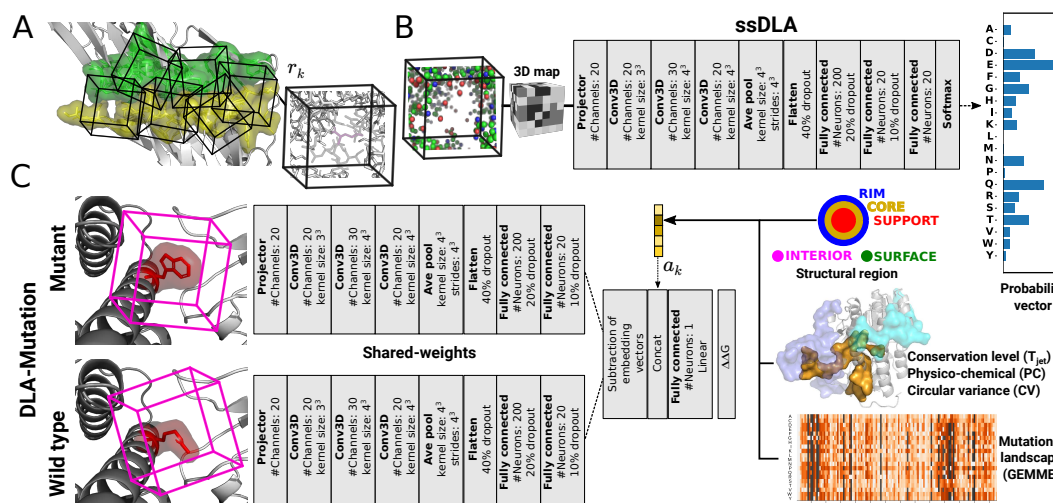 A
B
r_k
ssDLA
3D map
Projector
#Channels: 20
Conv3D
#Channels: 20
kernel size: 3³
Conv3D
#Channels: 30
kernel size: 4³
Conv3D
#Channels: 20
kernel size: 4³
Ave pool
kernel size: 4³
strides: 4³
Flatten
40% dropout
Fully connected
#Neurons: 200
20% dropout
Fully connected
#Neurons: 20
10% dropout
Fully connected
#Neurons: 20
Softmax
A
C
D
E
F
G
H
I
K
L
M
N
P
Q
R
S
T
V
W
Y
Probabili
vector
C
DLA-Mutation
Mutant
Wild type
Projector
#Channels: 20
Conv3D
#Channels: 20
kernel size: 3³
Conv3D
#Channels: 30
kernel size: 4³
Conv3D
#Channels: 20
kernel size: 4³
Ave pool
kernel size: 4³
strides: 4³
Flatten
40% dropout
Fully connected
#Neurons: 200
20% dropout
Fully connected
#Neurons: 20
10% dropout
Shared-weights
Projector
#Channels: 20
Conv3D
#Channels: 20
kernel size: 3³
Conv3D
#Channels: 30
kernel size: 4³
Conv3D
#Channels: 20
kernel size: 4³
Ave pool
kernel size: 4³
strides: 4³
Flatten
40% dropout
Fully connected
#Neurons: 200
20% dropout
Fully connected
#Neurons: 20
10% dropout
a_k
Subtraction of
embedding
vectors
Concat
Fully connected
#Neurons: 1
Linear
ΔΔG
RIM
CORE
SUPPORT
INTERIOR
SURFACE
Structural region
Conservation level (T_jet)
Physico-chemical (PC)
Circular variance (CV)
Mutation
landscap
(GEMME